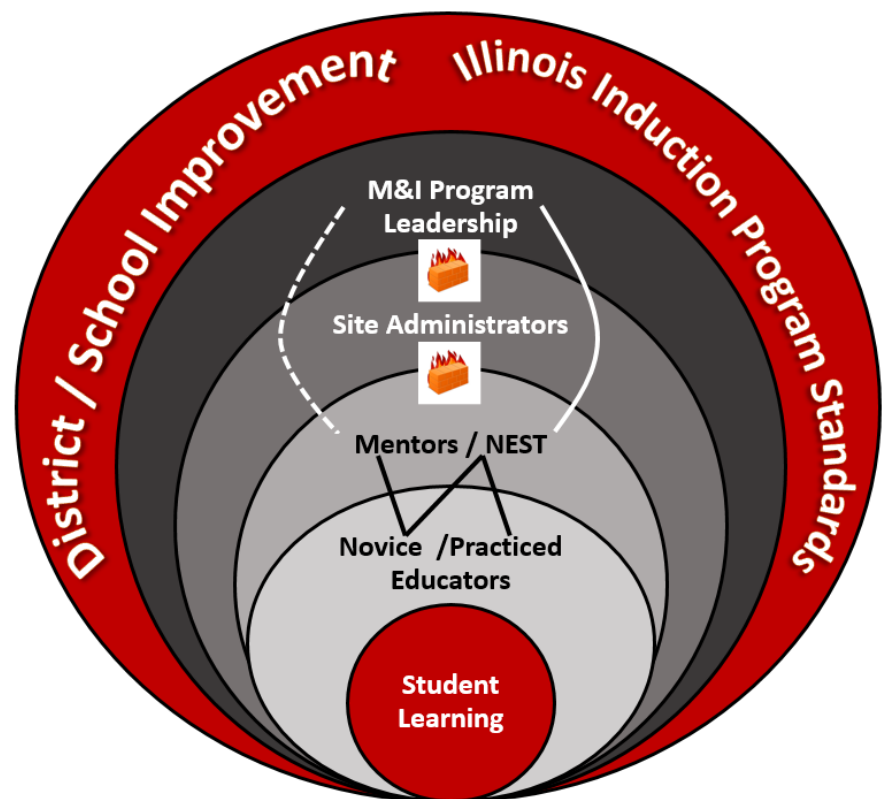 District / School Improvement
Illinois Induction Program Standards
M&I Program
Leadership
Site Administrators
Mentors / NEST
Novice /Practiced
Educators
Student
Learning